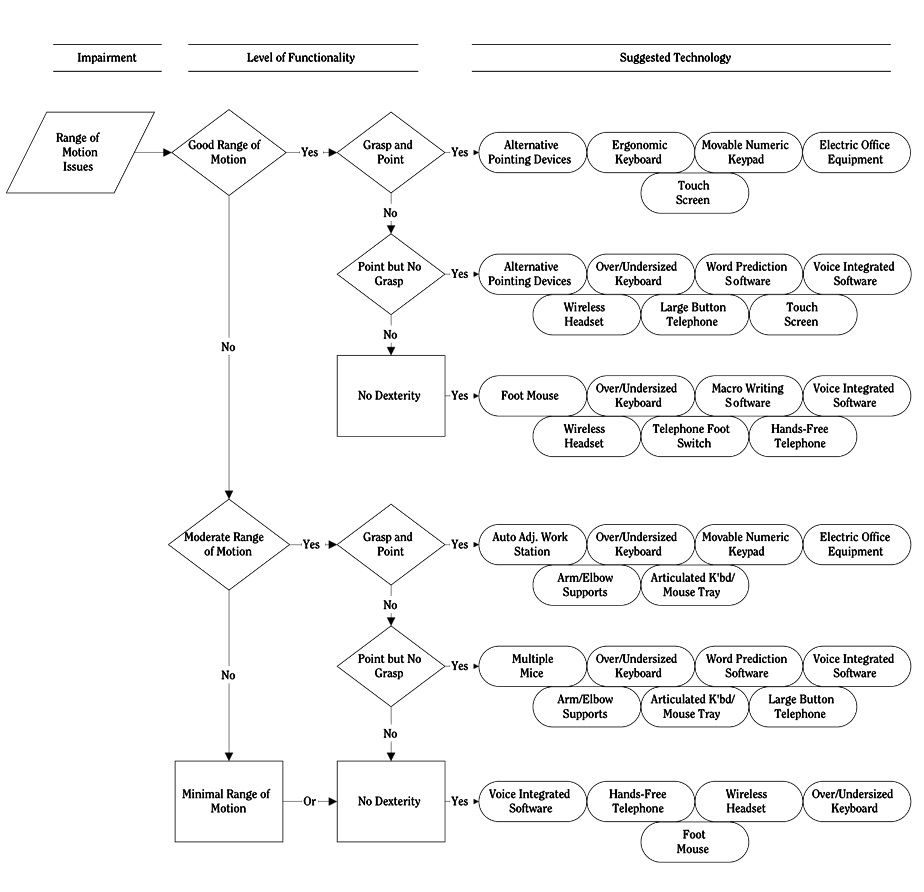 Impairment
Level of Functionality
Suggested Technology
Range of
Motion
Issues
Good Range of
Motion
Yes
Grasp and
Point
Yes
Alternative
Pointing Devices
Ergonomic
Keyboard
Movable Numeric
Keypad
Electric Office
Equipment
Touch
Screen
No
Point but No
Grasp
Yes
Alternative
Pointing Devices
Over/Undersized
Keyboard
Word Prediction
Software
Voice Integrated
Software
Wireless
Headset
Large Button
Telephone
Touch
Screen
No
No
No Dexterity
Yes
Foot Mouse
Over/Undersized
Keyboard
Macro Writing
Software
Voice Integrated
Software
Wireless
Headset
Telephone Foot
Switch
Hands-Free
Telephone
Moderate Range
of Motion
Yes
Grasp and
Point
Yes
Auto Adj. Work
Station
Over/Undersized
Keyboard
Movable Numeric
Keypad
Electric Office
Equipment
Arm/Elbow
Supports
Articulated K'bd/
Mouse Tray
No
Point but No
Grasp
Yes
Multiple
Mice
Over/Undersized
Keyboard
Word Prediction
Software
Voice Integrated
Software
Arm/Elbow
Supports
Articulated K'bd/
Mouse Tray
Large Button
Telephone
No
No
Minimal Range of
Motion
Or
No Dexterity
Yes
Voice Integrated
Software
Hands-Free
Telephone
Wireless
Headset
Over/Undersized
Keyboard
Foot
Mouse